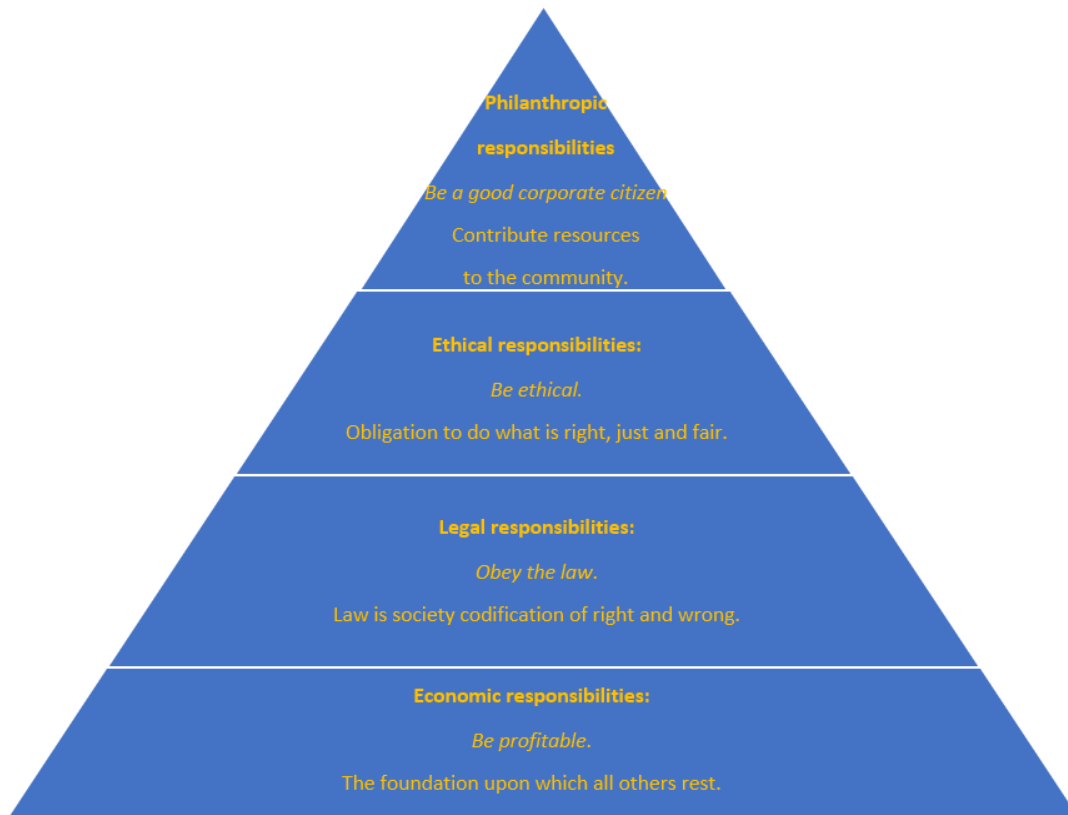 Philanthropic
responsibilities
Be a good corporate citizen
Contribute resources
to the community.
Ethical responsibilities:
Be ethical.
Obligation to do what is right, just and fair.
Legal responsibilities:
Obey the law.
Law is society codification of right and wrong.
Economic responsibilities:
Be profitable.
The foundation upon which all others rest.